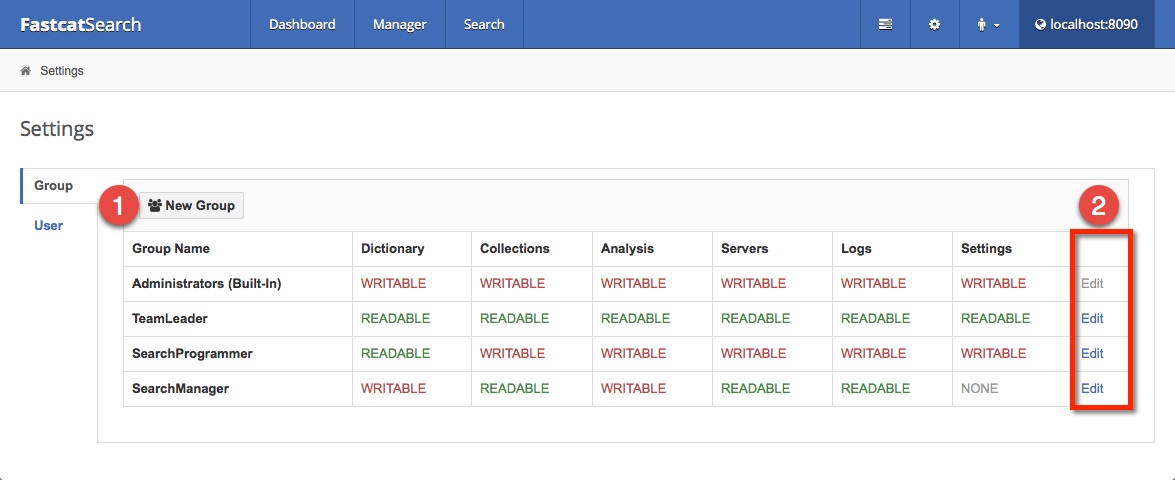 FastcatSearch Dashboard Manager Search localhost:8090
Settings
Settings
Group
1 New Group 2
User
Group Name Dictionary Collections Analysis Servers Logs Settings
Administrators (Built-In) WRITABLE WRITABLE WRITABLE WRITABLE WRITABLE WRITABLE Edit
TeamLeader READABLE READABLE READABLE READABLE READABLE READABLE Edit
SearchProgrammer READABLE WRITABLE WRITABLE WRITABLE WRITABLE WRITABLE Edit
SearchManager WRITABLE READABLE WRITABLE READABLE READABLE NONE Edit